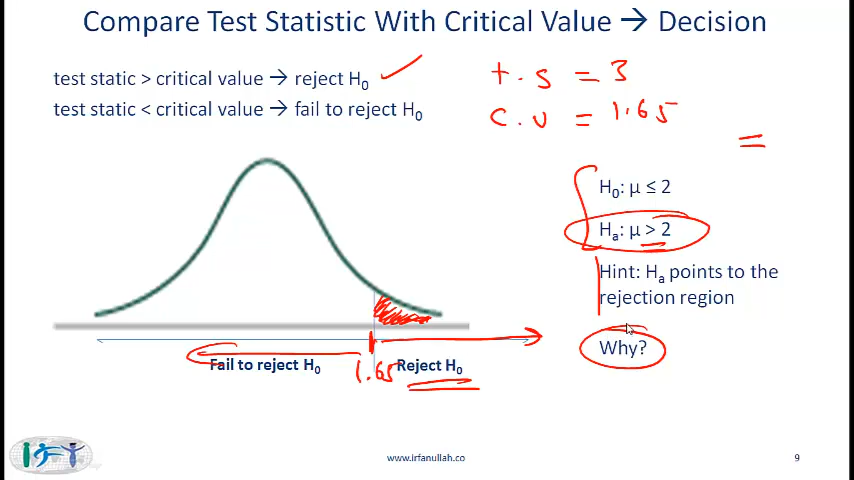 Compare Test Statistic With Critical Value → Decision
test static > critical value → reject H₀ ✓
test static < critical value → fail to reject H₀
t.s = 3
c.v = 1.65
=
H₀: μ ≤ 2
Hₐ: μ > 2
Hint: Hₐ points to the
rejection region
Why?
Fail to reject H₀
1.65
Reject H₀
www.irfanullah.co
9